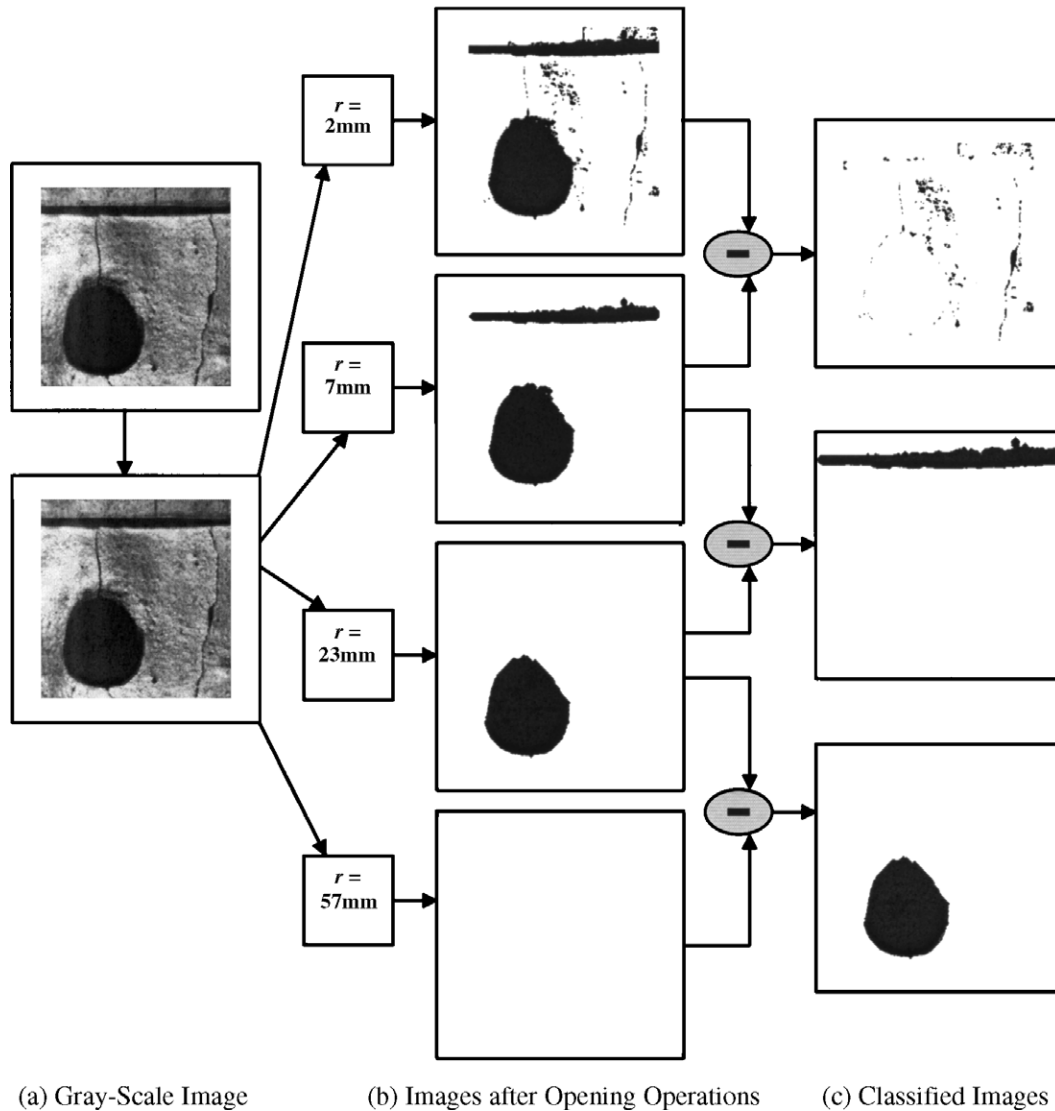 r =
2mm
r =
7mm
r =
23mm
r =
57mm
(a) Gray-Scale Image
(b) Images after Opening Operations
(c) Classified Images